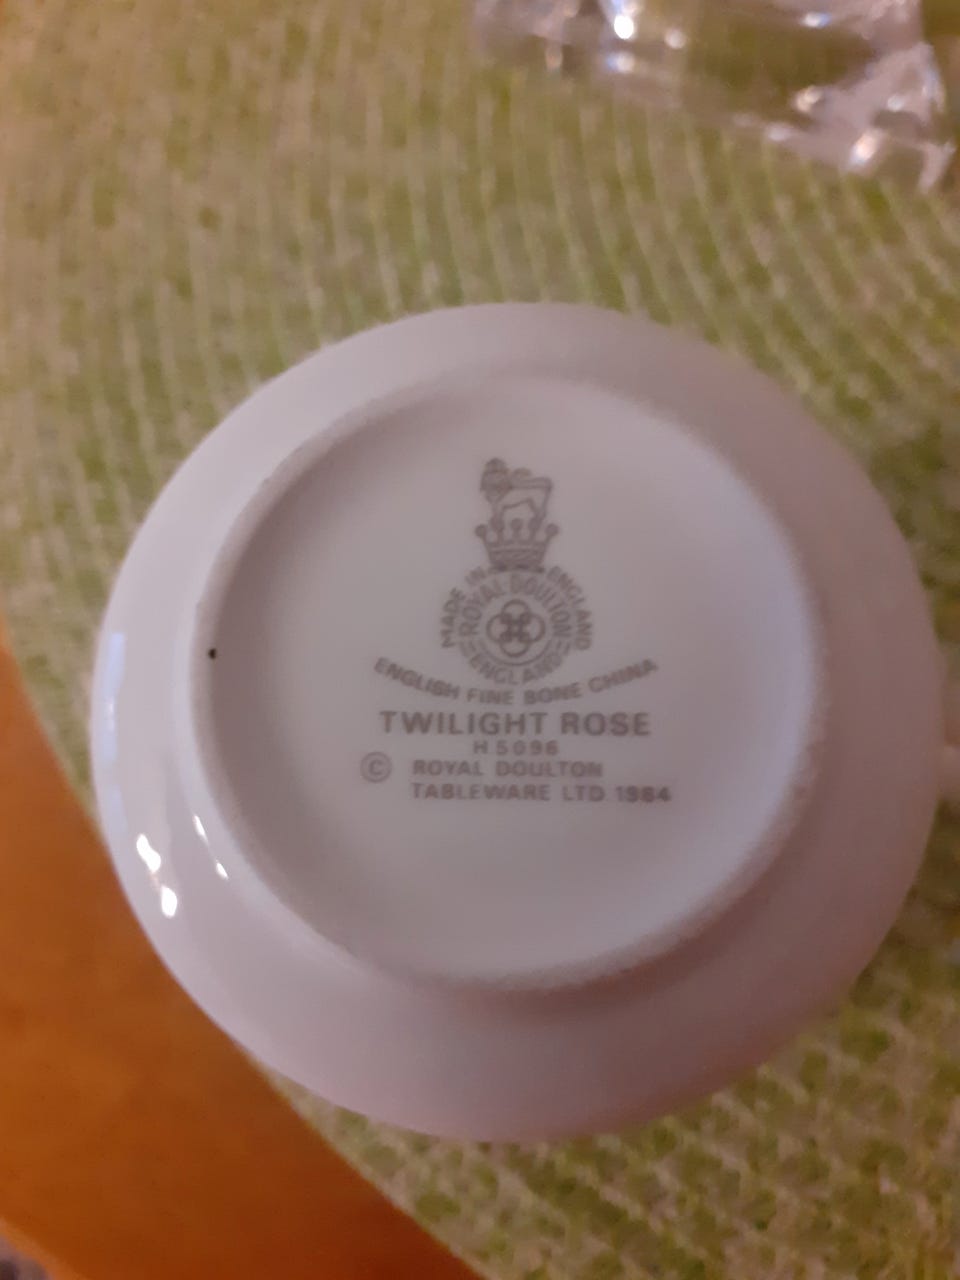 MADE IN ENGLAND
ROYAL DOULTON
ENGLAND
ENGLISH FINE BONE CHINA
TWILIGHT ROSE
H 5096
© ROYAL DOULTON
TABLEWARE LTD. 1984